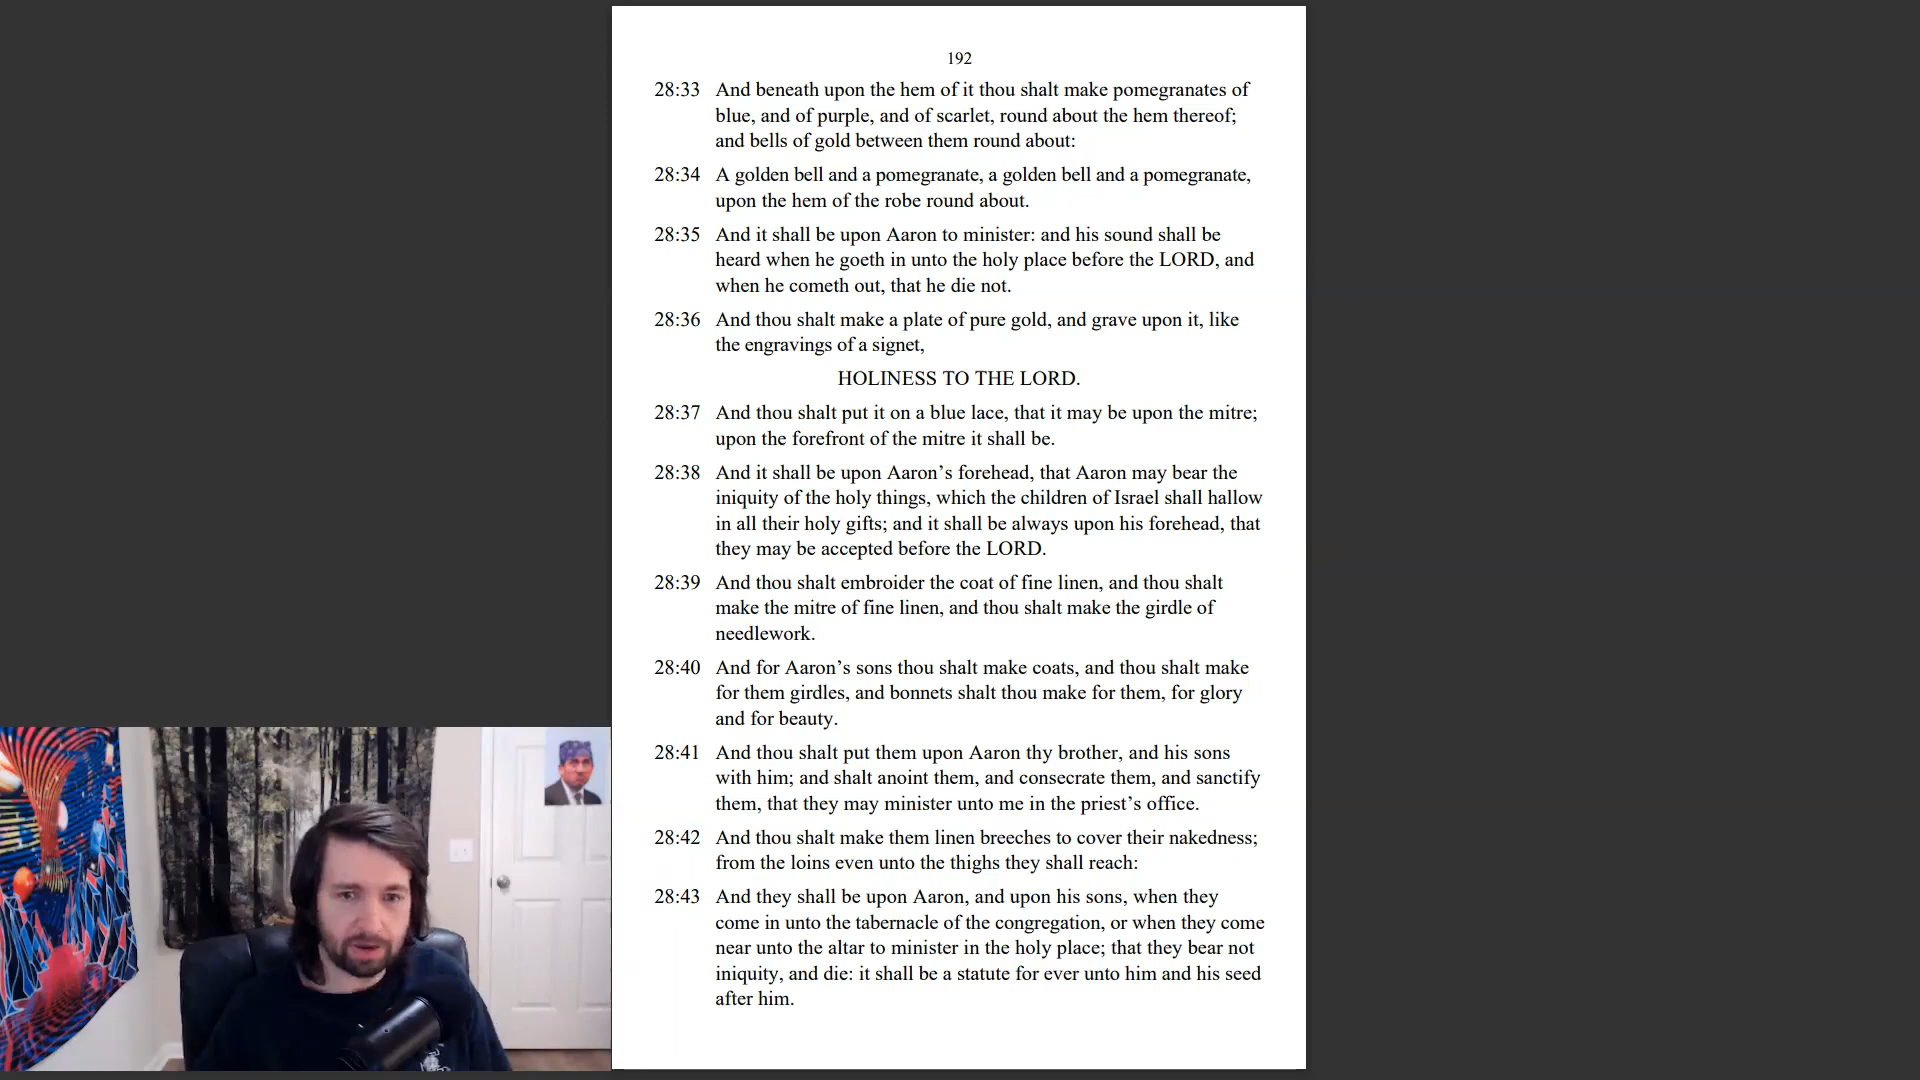 192
28:33 And beneath upon the hem of it thou shalt make pomegranates of
blue, and of purple, and of scarlet, round about the hem thereof;
and bells of gold between them round about:
28:34 A golden bell and a pomegranate, a golden bell and a pomegranate,
upon the hem of the robe round about.
28:35 And it shall be upon Aaron to minister: and his sound shall be
heard when he goeth in unto the holy place before the LORD, and
when he cometh out, that he die not.
28:36 And thou shalt make a plate of pure gold, and grave upon it, like
the engravings of a signet,
HOLINESS TO THE LORD.
28:37 And thou shalt put it on a blue lace, that it may be upon the mitre;
upon the forefront of the mitre it shall be.
28:38 And it shall be upon Aaron’s forehead, that Aaron may bear the
iniquity of the holy things, which the children of Israel shall hallow
in all their holy gifts; and it shall be always upon his forehead, that
they may be accepted before the LORD.
28:39 And thou shalt embroider the coat of fine linen, and thou shalt
make the mitre of fine linen, and thou shalt make the girdle of
needlework.
28:40 And for Aaron’s sons thou shalt make coats, and thou shalt make
for them girdles, and bonnets shalt thou make for them, for glory
and for beauty.
28:41 And thou shalt put them upon Aaron thy brother, and his sons
with him; and shalt anoint them, and consecrate them, and sanctify
them, that they may minister unto me in the priest’s office.
28:42 And thou shalt make them linen breeches to cover their nakedness;
from the loins even unto the thighs they shall reach:
28:43 And they shall be upon Aaron, and upon his sons, when they
come in unto the tabernacle of the congregation, or when they come
near unto the altar to minister in the holy place; that they bear not
iniquity, and die: it shall be a statute for ever unto him and his seed
after him.